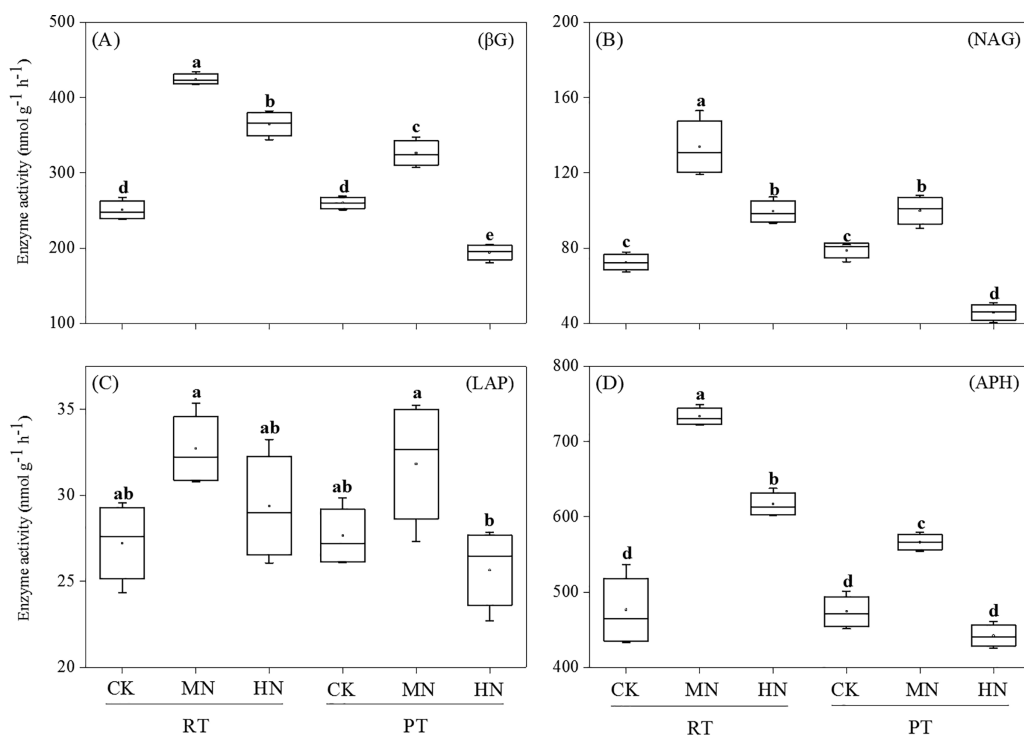 (A) (βG)
Enzyme activity (nmol g⁻¹ h⁻¹)
500
400
300
200
100
d a b d c e
(B) (NAG)
200
160
120
80
40
c a b c b d
(C) (LAP)
Enzyme activity (nmol g⁻¹ h⁻¹)
35
30
25
20
ab a ab ab a b
CK MN HN CK MN HN
RT PT
(D) (APH)
800
700
600
500
400
d a b d c d
CK MN HN CK MN HN
RT PT